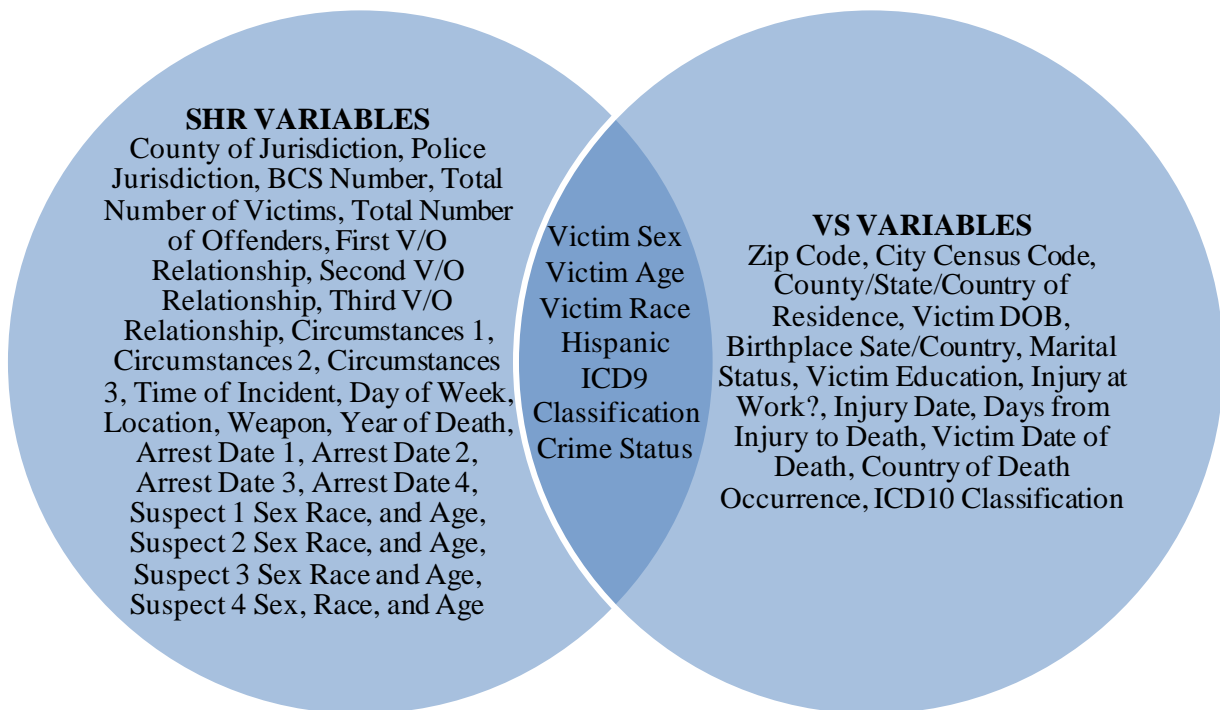 SHR VARIABLES
County of Jurisdiction, Police
Jurisdiction, BCS Number, Total
Number of Victims, Total Number
of Offenders, First V/O
Relationship, Second V/O
Relationship, Third V/O
Relationship, Circumstances 1,
Circumstances 2, Circumstances
3, Time of Incident, Day of Week,
Location, Weapon, Year of Death,
Arrest Date 1, Arrest Date 2,
Arrest Date 3, Arrest Date 4,
Suspect 1 Sex Race, and Age,
Suspect 2 Sex Race, and Age,
Suspect 3 Sex Race and Age,
Suspect 4 Sex, Race, and Age
Victim Sex
Victim Age
Victim Race
Hispanic
ICD9
Classification
Crime Status
VS VARIABLES
Zip Code, City Census Code,
County/State/Country of
Residence, Victim DOB,
Birthplace Sate/Country, Marital
Status, Victim Education, Injury at
Work?, Injury Date, Days from
Injury to Death, Victim Date of
Death, Country of Death
Occurrence, ICD10 Classification